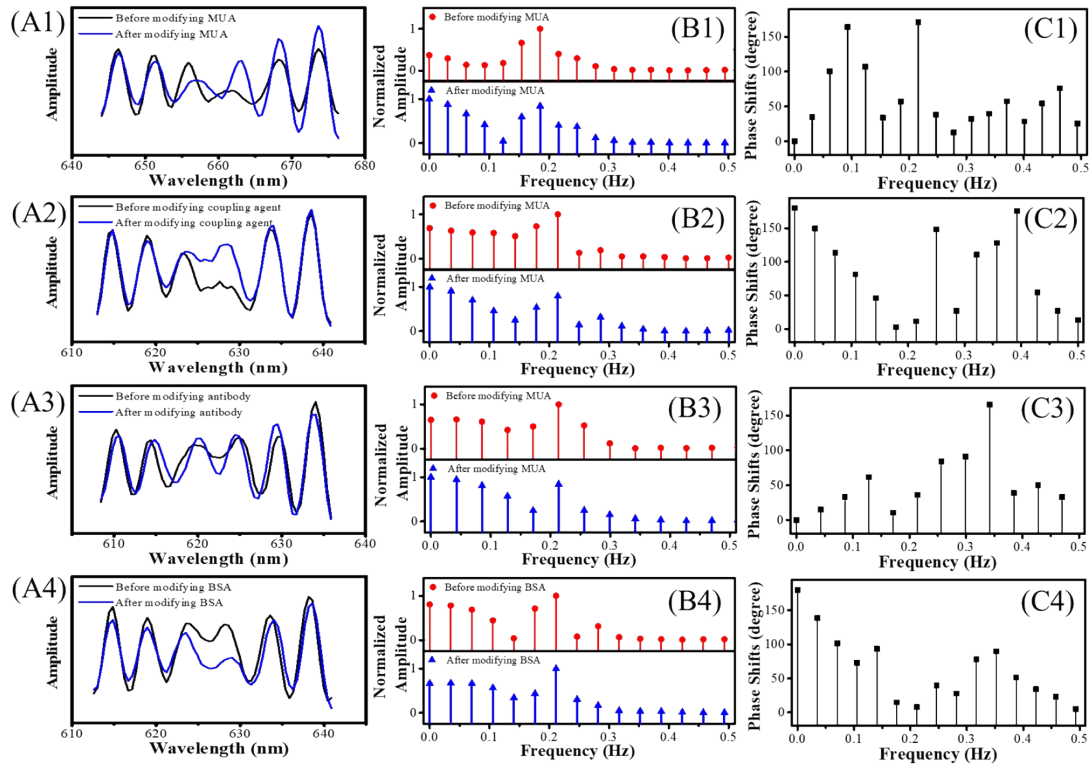 (A1)
Before modifying MUA
After modifying MUA
Amplitude
640 650 660 670 680
Wavelength (nm)
(B1)
Before modifying MUA
After modifying MUA
Normalized
Amplitude
1
0
1
0
0.0 0.1 0.2 0.3 0.4 0.5
Frequency (Hz)
(C1)
Phase Shifts (degree)
150
100
50
0
0.0 0.1 0.2 0.3 0.4 0.5
Frequency (Hz)
(A2)
Before modifying coupling agent
After modifying coupling agent
Amplitude
610 620 630 640
Wavelength (nm)
(B2)
Before modifying MUA
After modifying MUA
Normalized
Amplitude
1
0
1
0
0.0 0.1 0.2 0.3 0.4 0.5
Frequency (Hz)
(C2)
Phase Shifts (degree)
150
100
50
0
0.0 0.1 0.2 0.3 0.4 0.5
Frequency (Hz)
(A3)
Before modifying antibody
After modifying antibody
Amplitude
610 620 630 640
Wavelength (nm)
(B3)
Before modifying MUA
After modifying MUA
Normalized
Amplitude
1
0
1
0
0.0 0.1 0.2 0.3 0.4 0.5
Frequency (Hz)
(C3)
Phase Shifts (degree)
150
100
50
0
0.0 0.1 0.2 0.3 0.4 0.5
Frequency (Hz)
(A4)
Before modifying BSA
After modifying BSA
Amplitude
610 620 630 640
Wavelength (nm)
(B4)
Before modifying BSA
After modifying BSA
Normalized
Amplitude
1
0
1
0
0.0 0.1 0.2 0.3 0.4 0.5
Frequency (Hz)
(C4)
Phase Shifts (degree)
150
100
50
0
0.0 0.1 0.2 0.3 0.4 0.5
Frequency (Hz)